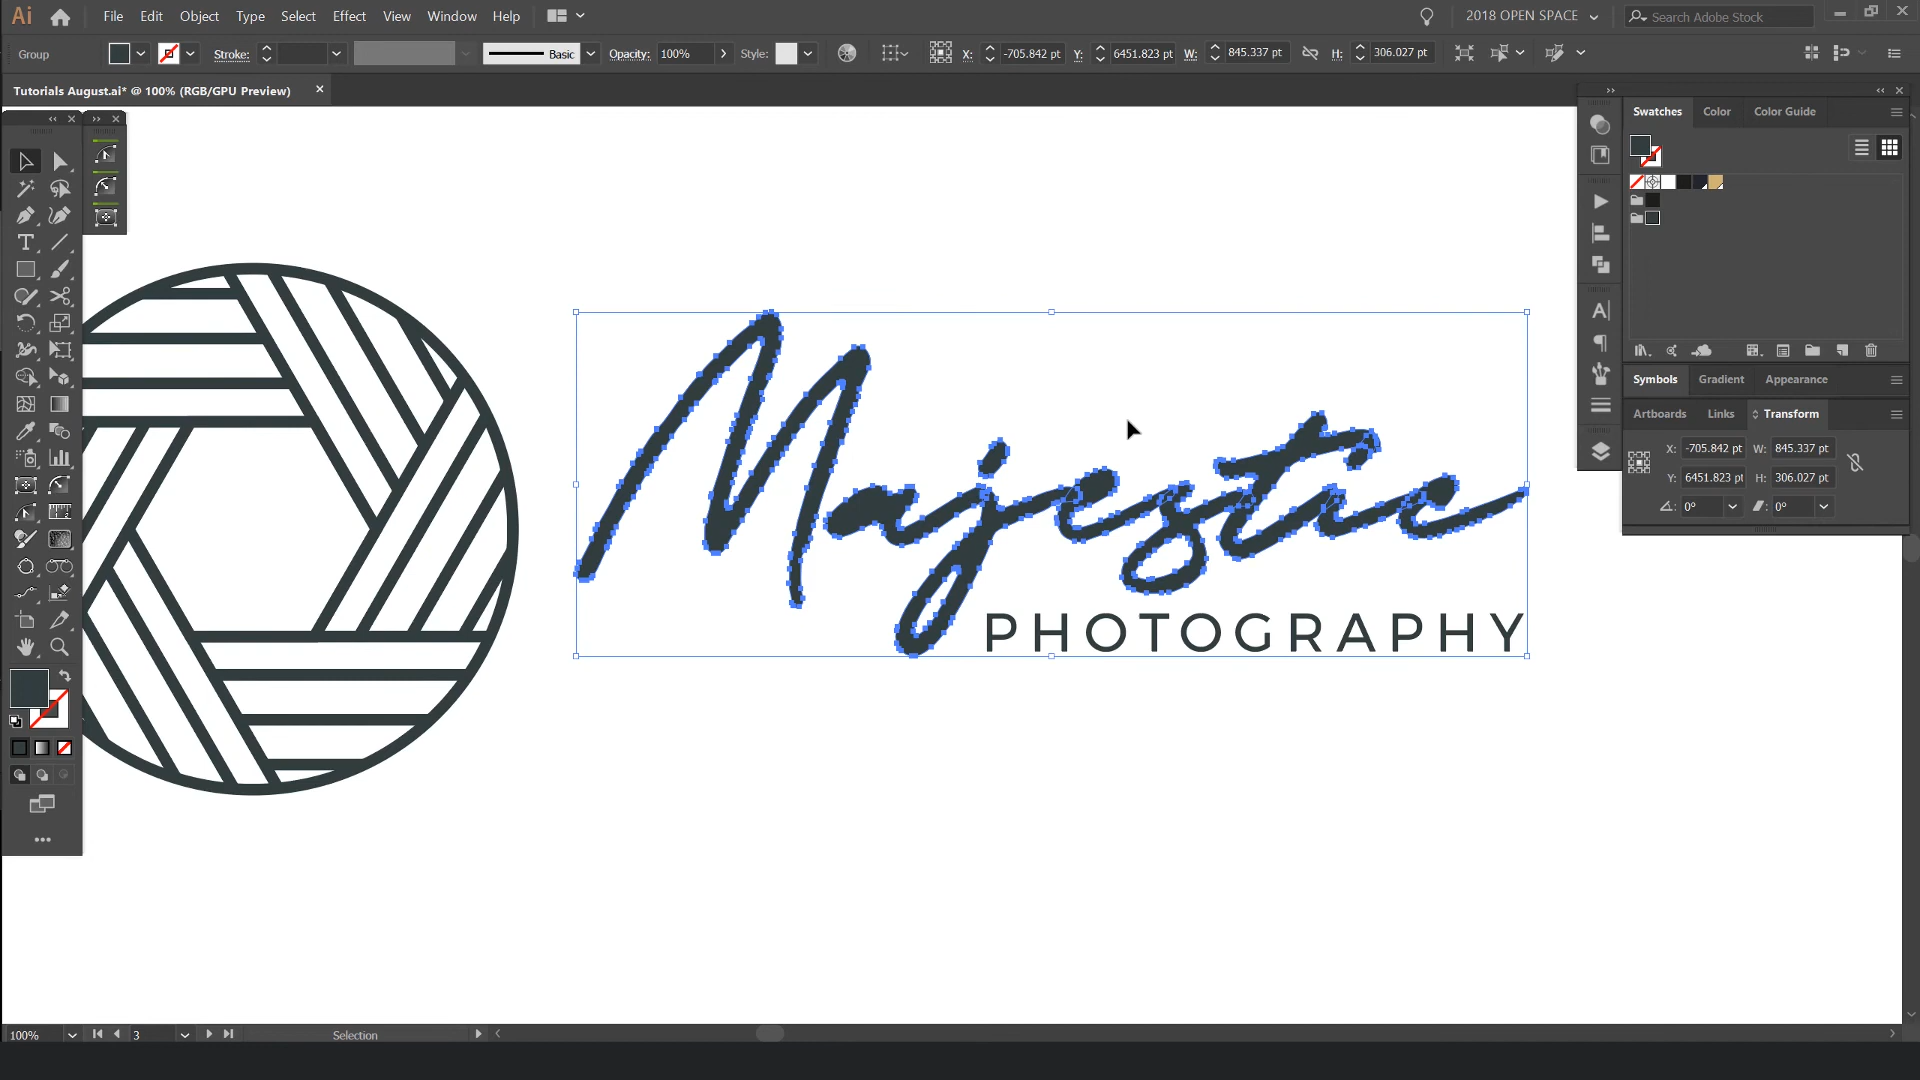 Ai File Edit Object Type Select Effect View Window Help 2018 OPEN SPACE Search Adobe Stock
Group Stroke: Basic Opacity: 100% Style: X: -705.842 pt Y: 6451.823 pt W: 845.337 pt H: 306.027 pt
Tutorials August.ai* @ 100% (RGB/GPU Preview)
Swatches Color Color Guide
Symbols Gradient Appearance
Artboards Links Transform
X: -705.842 pt W: 845.337 pt
Y: 6451.823 pt H: 306.027 pt
0° 0°
Majestic
PHOTOGRAPHY
100% 3 Selection